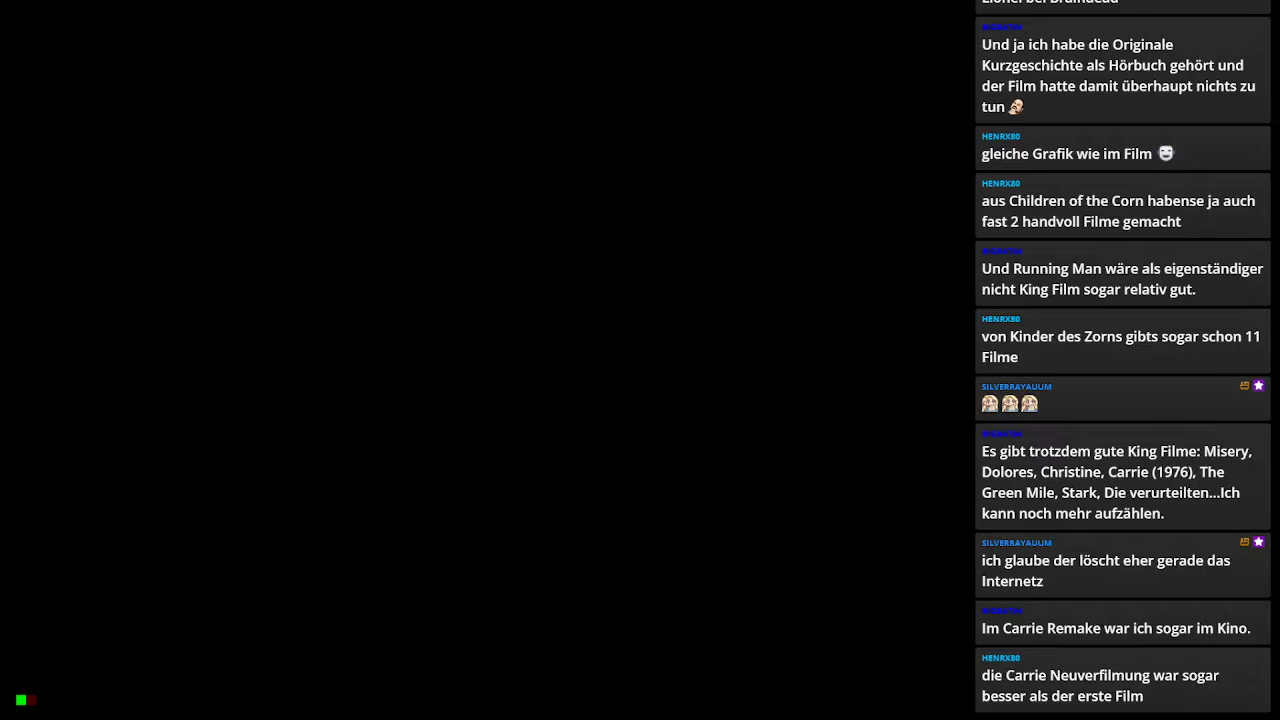 Und ja ich habe die Originale
Kurzgeschichte als Hörbuch gehört und
der Film hatte damit überhaupt nichts zu
tun
HENRX80
gleiche Grafik wie im Film
HENRX80
aus Children of the Corn habense ja auch
fast 2 handvoll Filme gemacht
Und Running Man wäre als eigenständiger
nicht King Film sogar relativ gut.
HENRX80
von Kinder des Zorns gibts sogar schon 11
Filme
SILVERRAYAUUM
Es gibt trotzdem gute King Filme: Misery,
Dolores, Christine, Carrie (1976), The
Green Mile, Stark, Die verurteilten...Ich
kann noch mehr aufzählen.
SILVERRAYAUUM
ich glaube der löscht eher gerade das
Internetz
Im Carrie Remake war ich sogar im Kino.
HENRX80
die Carrie Neuverfilmung war sogar
besser als der erste Film